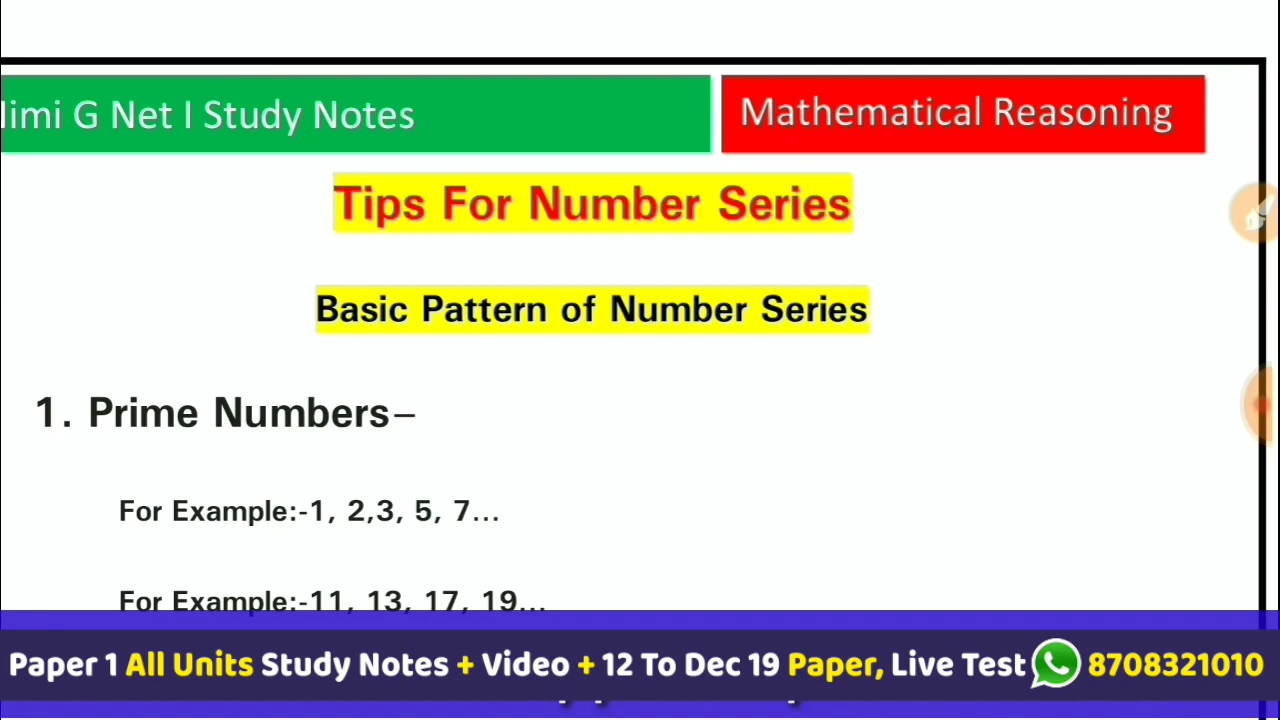 imi G Net I Study Notes
Mathematical Reasoning
Tips For Number Series
Basic Pattern of Number Series
1. Prime Numbers–
For Example:-1, 2,3, 5, 7...
For Example:-11, 13, 17, 19...
Paper 1 All Units Study Notes + Video + 12 To Dec 19 Paper, Live Test 8708321010